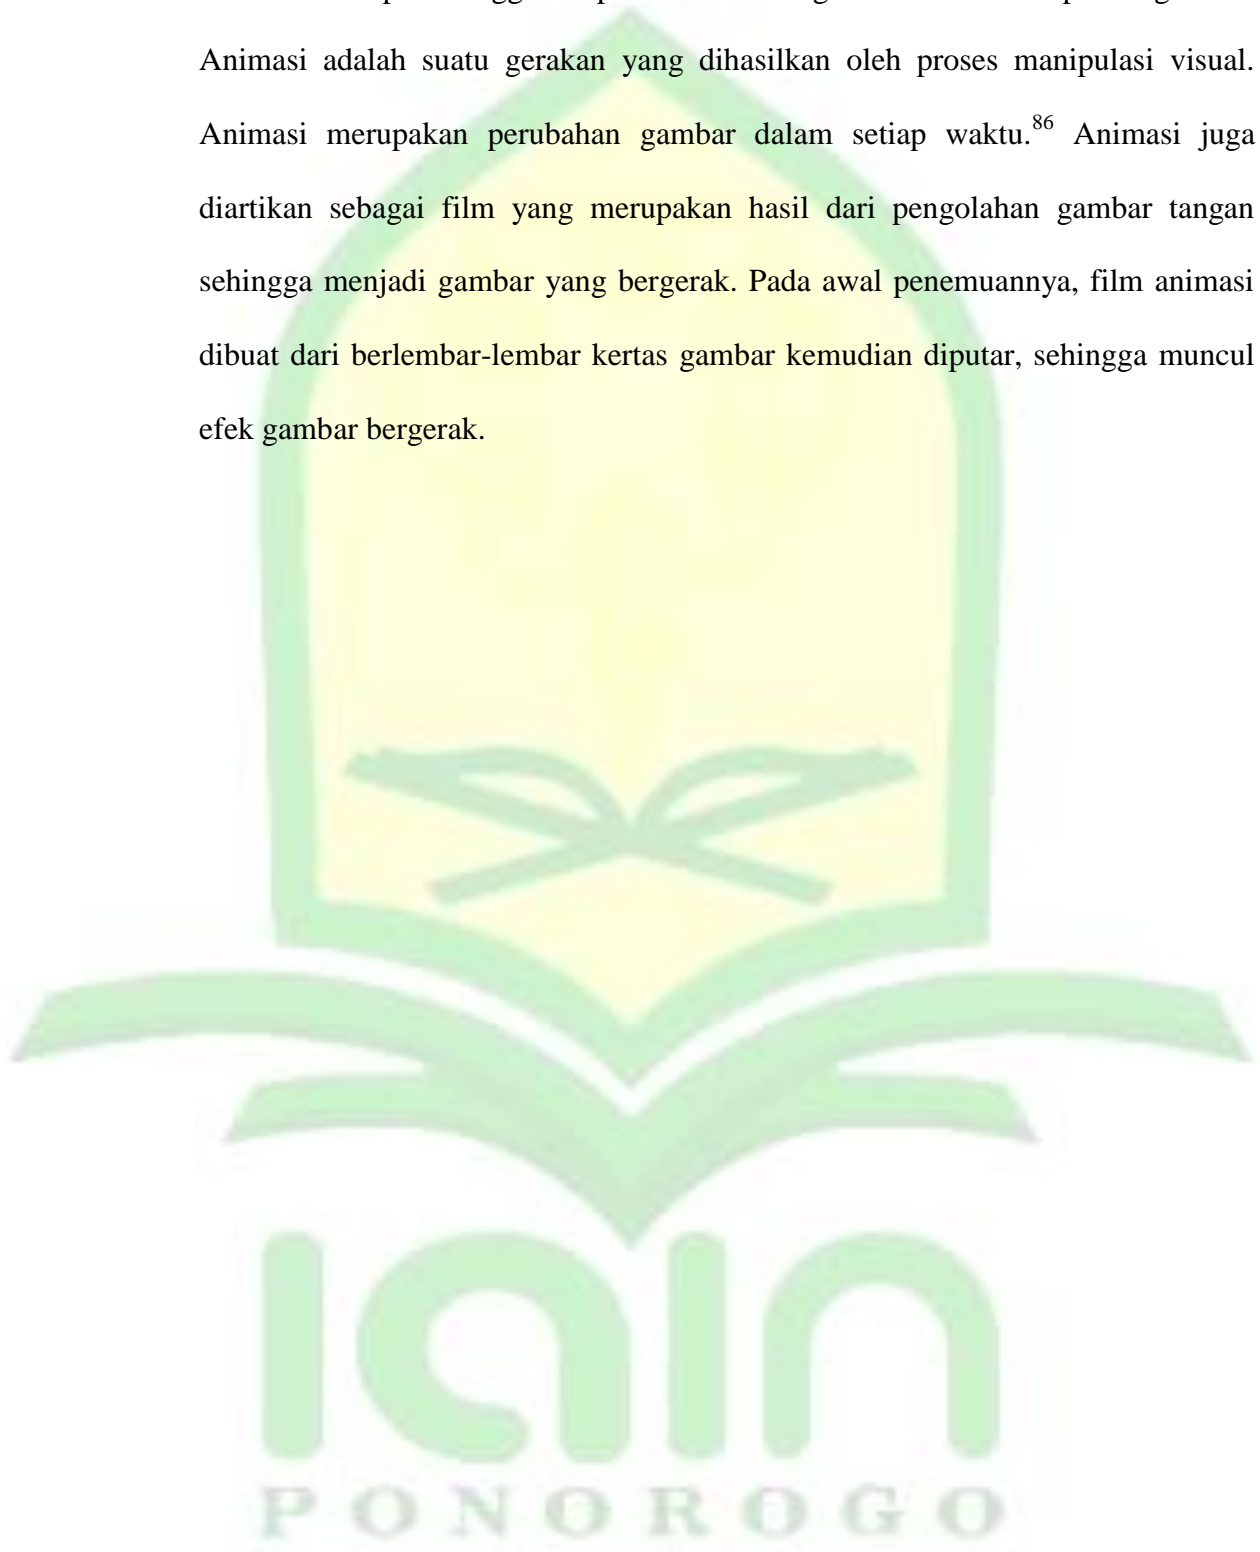 Animasi adalah suatu gerakan yang dihasilkan oleh proses manipulasi visual.
Animasi merupakan perubahan gambar dalam setiap waktu.⁸⁶ Animasi juga
diartikan sebagai film yang merupakan hasil dari pengolahan gambar tangan
sehingga menjadi gambar yang bergerak. Pada awal penemuannya, film animasi
dibuat dari berlembar-lembar kertas gambar kemudian diputar, sehingga muncul
efek gambar bergerak.
iain
PONOROGO